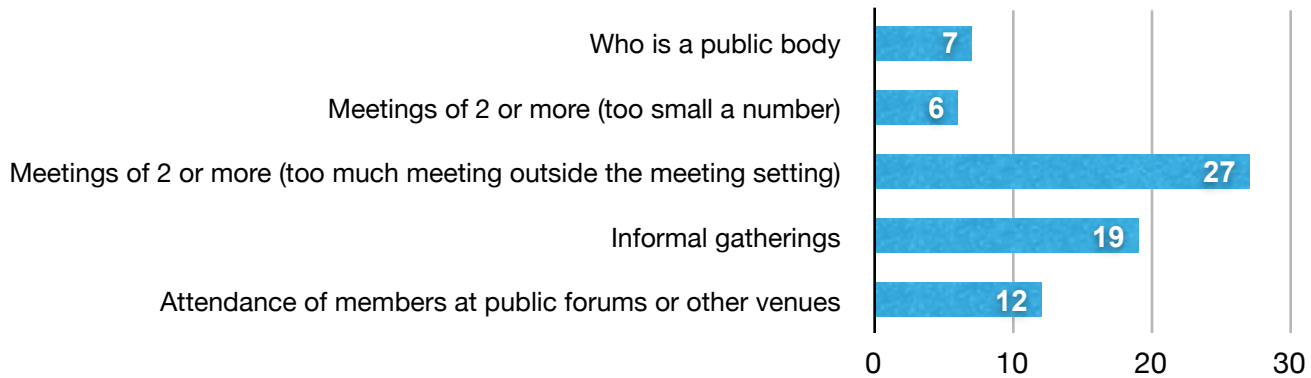 Who is a public body 7
Meetings of 2 or more (too small a number) 6
Meetings of 2 or more (too much meeting outside the meeting setting) 27
Informal gatherings 19
Attendance of members at public forums or other venues 12
0 10 20 30